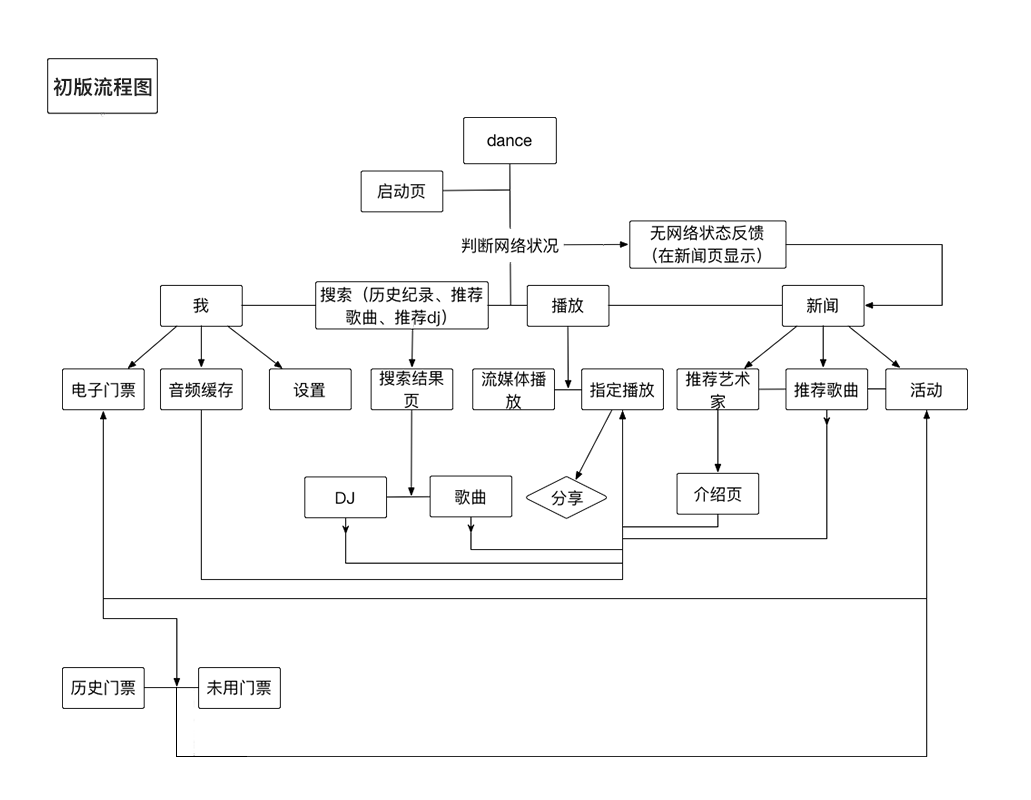 初版流程图
dance
启动页
判断网络状况
无网络状态反馈
（在新闻页显示）
我
搜索（历史纪录、推荐
歌曲、推荐dj）
播放
新闻
电子门票
音频缓存
设置
搜索结果
页
流媒体播
放
指定播放
推荐艺术
家
推荐歌曲
活动
DJ
歌曲
分享
介绍页
历史门票
未用门票